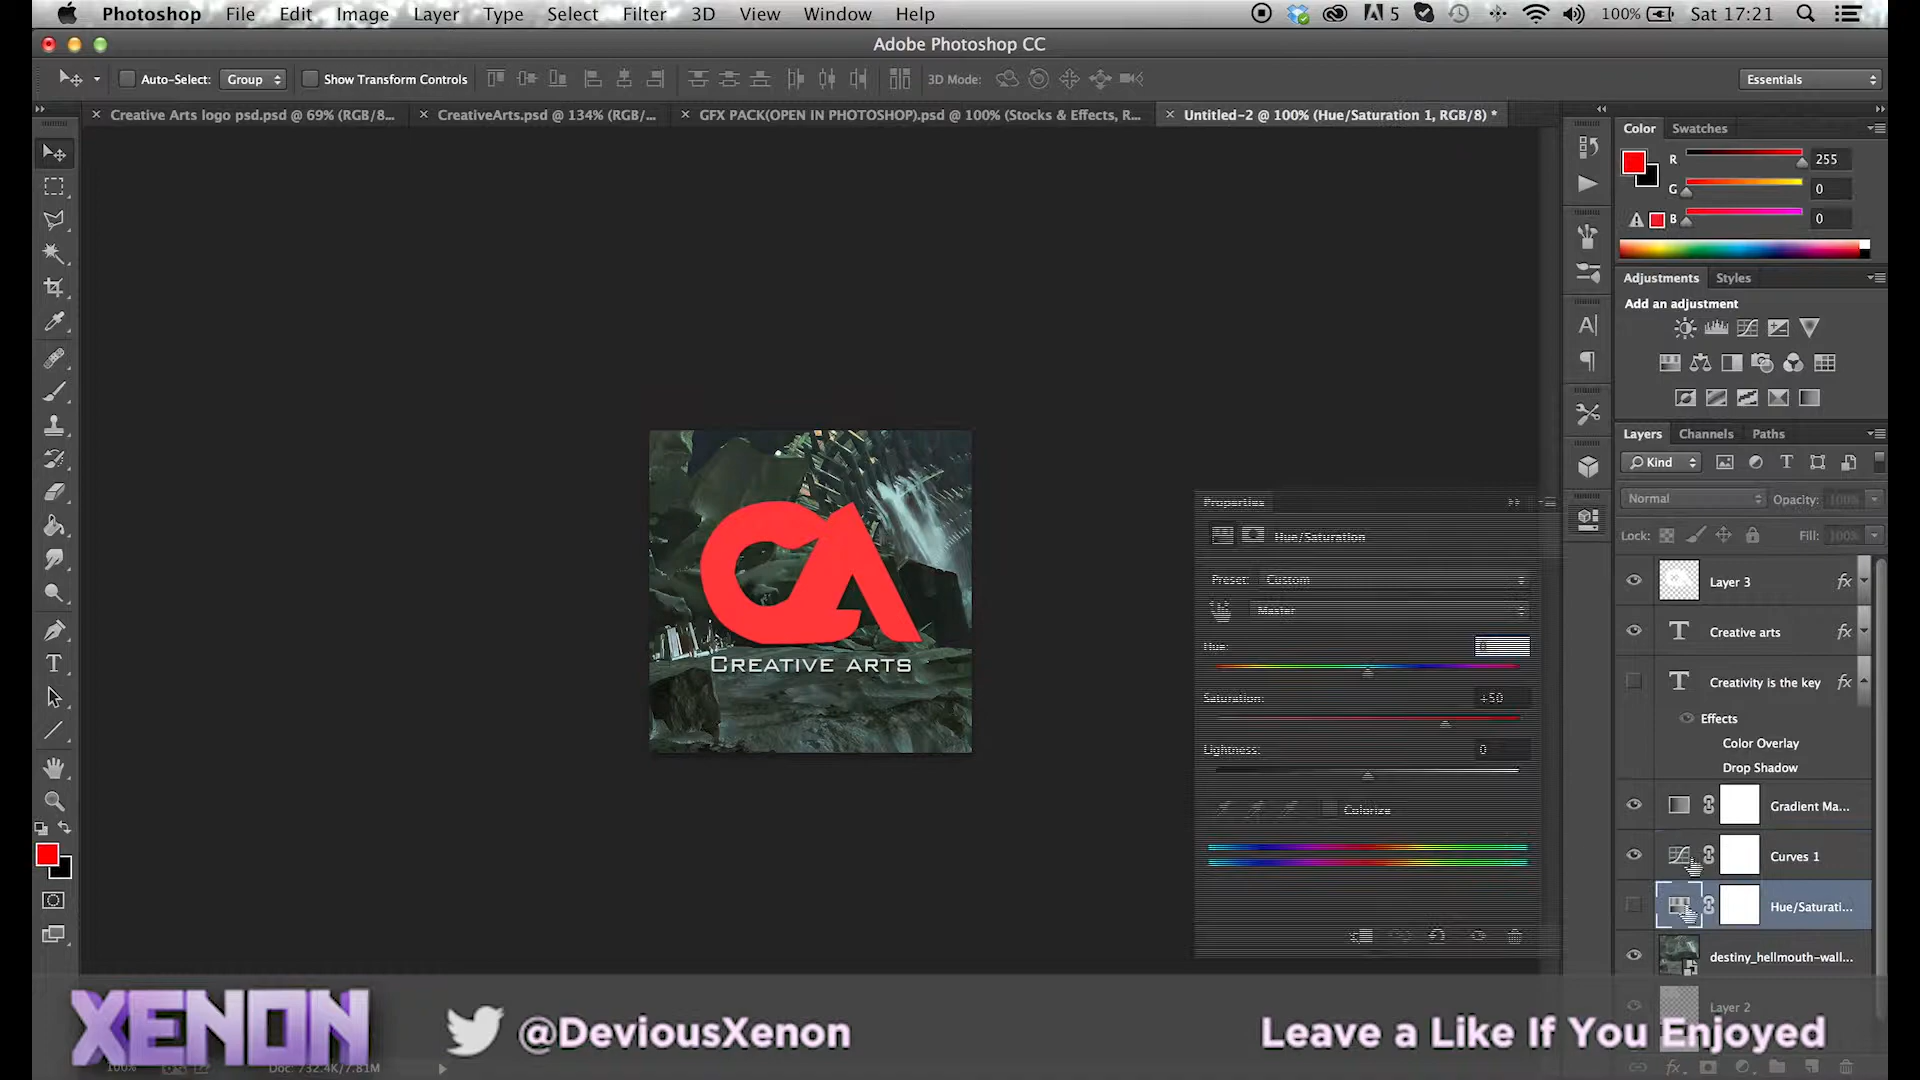 Photoshop File Edit Image Layer Type Select Filter 3D View Window Help 5 100% Sat 17:21
Adobe Photoshop CC
Auto-Select: Group Show Transform Controls 3D Mode: Essentials
Creative Arts logo psd.psd @ 69% (RGB/8... CreativeArts.psd @ 134% (RGB/... GFX PACK(OPEN IN PHOTOSHOP).psd @ 100% (Stocks & Effects, R... Untitled-2 @ 100% (Hue/Saturation 1, RGB/8) *
Color Swatches
R 255
G 0
B 0
Adjustments Styles
Add an adjustment
Layers Channels Paths
Kind
Normal Opacity: 100%
Lock: Fill: 100%
Layer 3 fx
Creative arts fx
Creativity is the key fx
Effects
Color Overlay
Drop Shadow
Gradient Ma...
Curves 1
Hue/Saturati...
destiny_hellmouth-wall...
Layer 2
Properties
Hue/Saturation
Preset: Custom
Master
Hue: 0
Saturation: +50
Lightness: 0
Colorize
CA
CREATIVE ARTS
XENON @DeviousXenon Leave a Like If You Enjoyed
100% Doc: 732.4K/7.81M